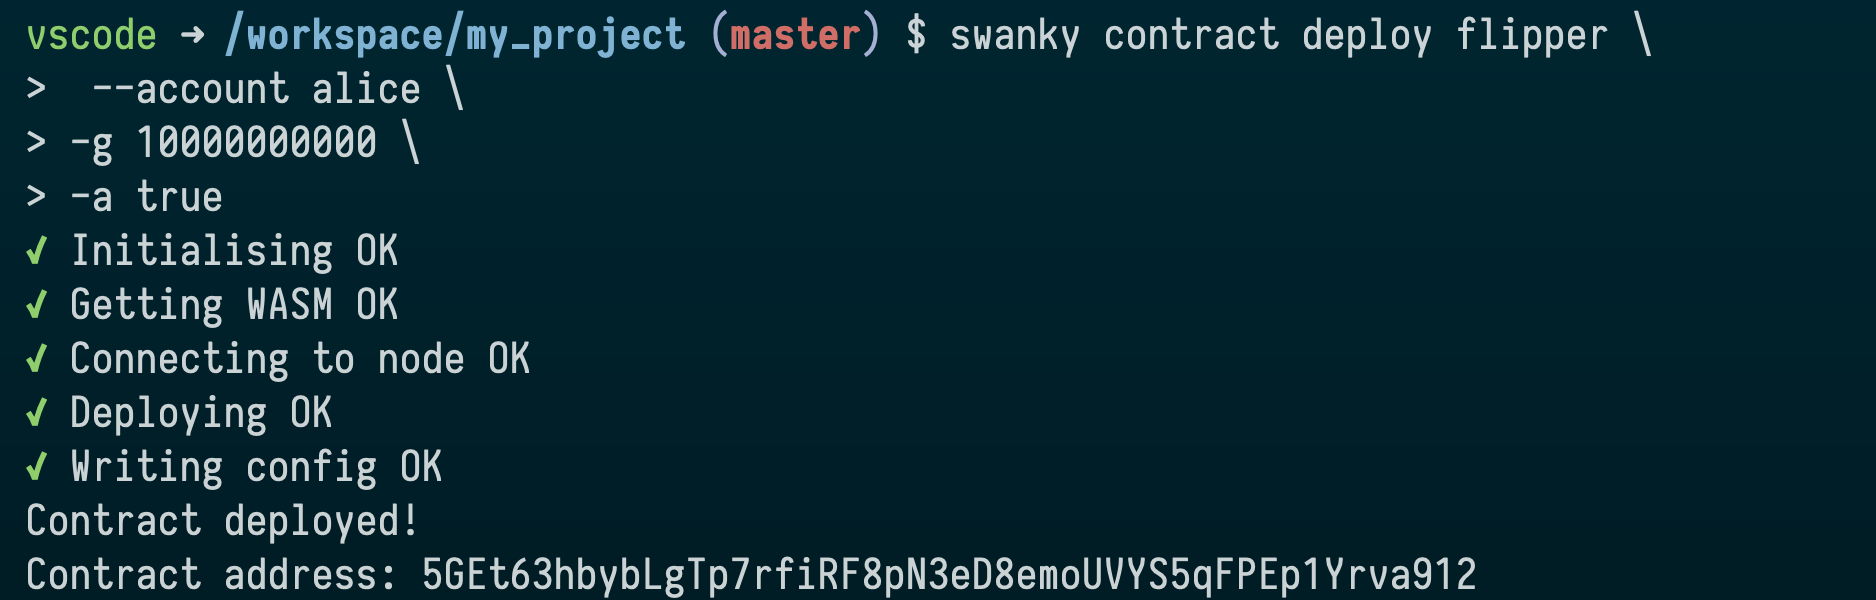 vscode → /workspace/my_project (master) $ swanky contract deploy flipper \
>  --account alice \
> -g 10000000000 \
> -a true
✓ Initialising OK
✓ Getting WASM OK
✓ Connecting to node OK
✓ Deploying OK
✓ Writing config OK
Contract deployed!
Contract address: 5GEt63hbybLgTp7rfiRF8pN3eD8emoUVYS5qFPEp1Yrva912